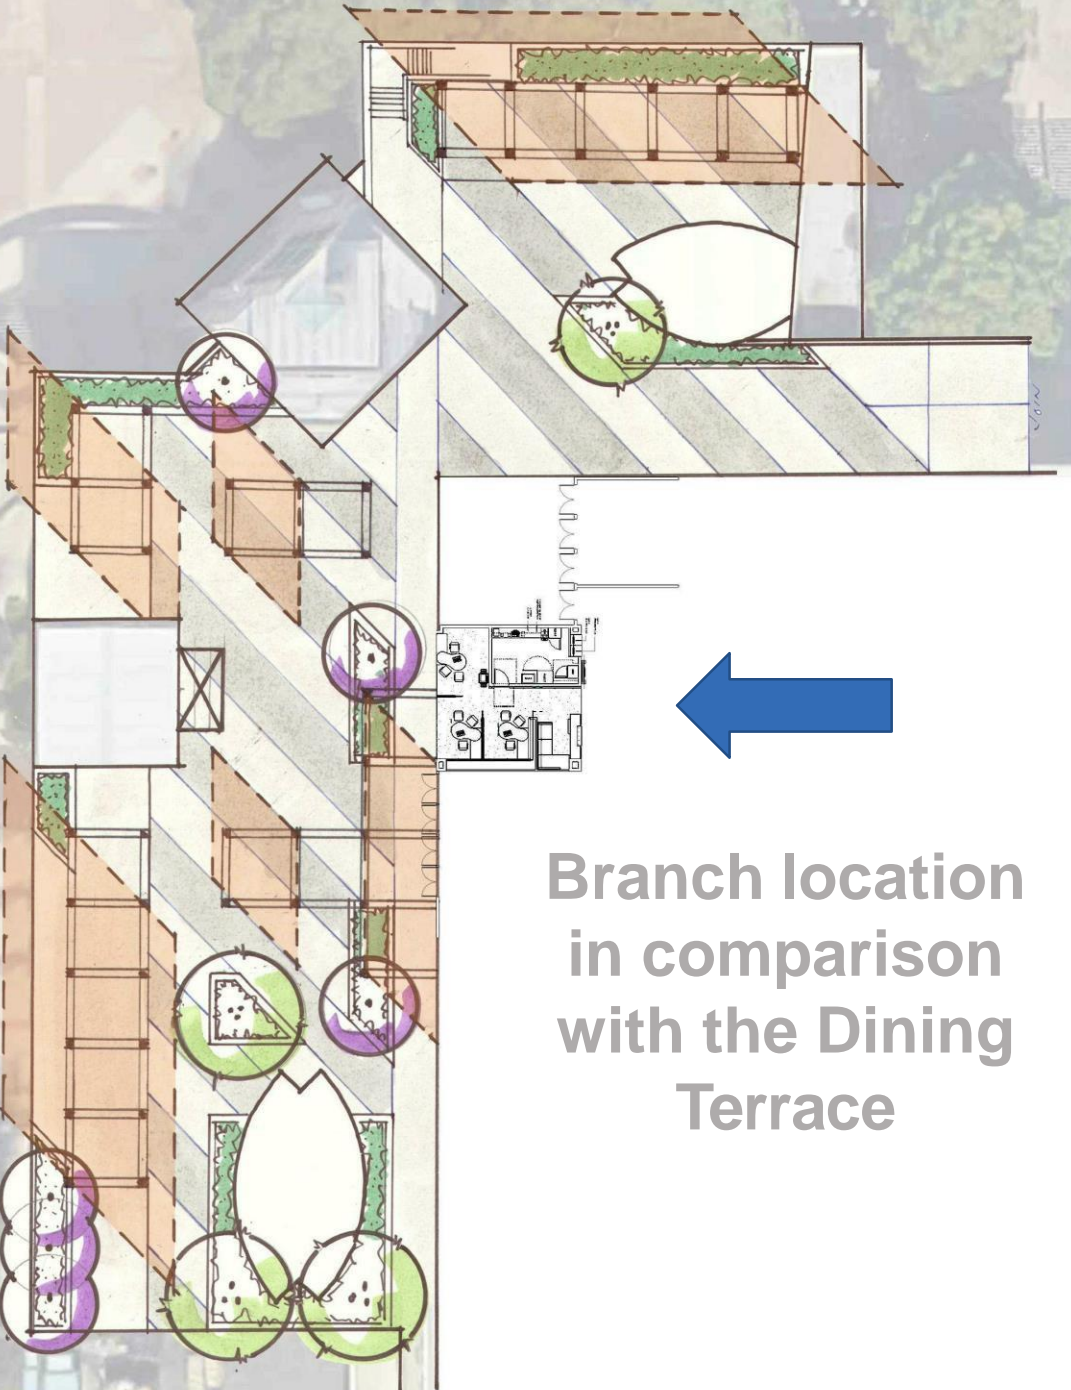 Branch location
in comparison
with the Dining
Terrace